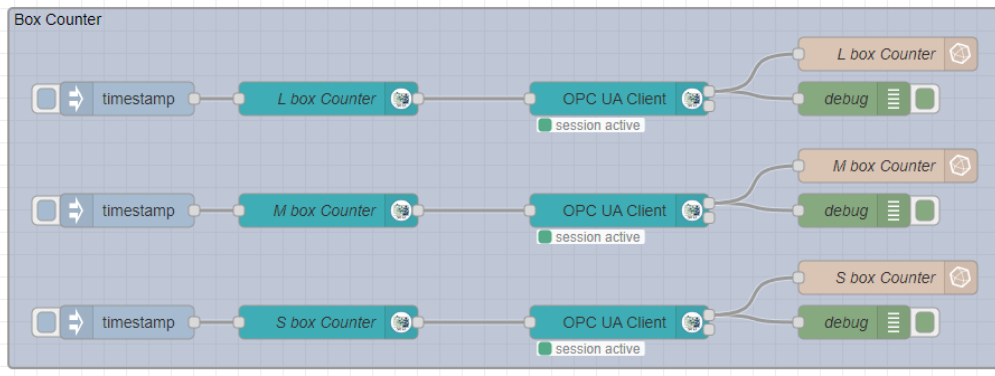 Box Counter
L box Counter
timestamp
L box Counter
OPC UA Client
debug
session active
M box Counter
timestamp
M box Counter
OPC UA Client
debug
session active
S box Counter
timestamp
S box Counter
OPC UA Client
debug
session active